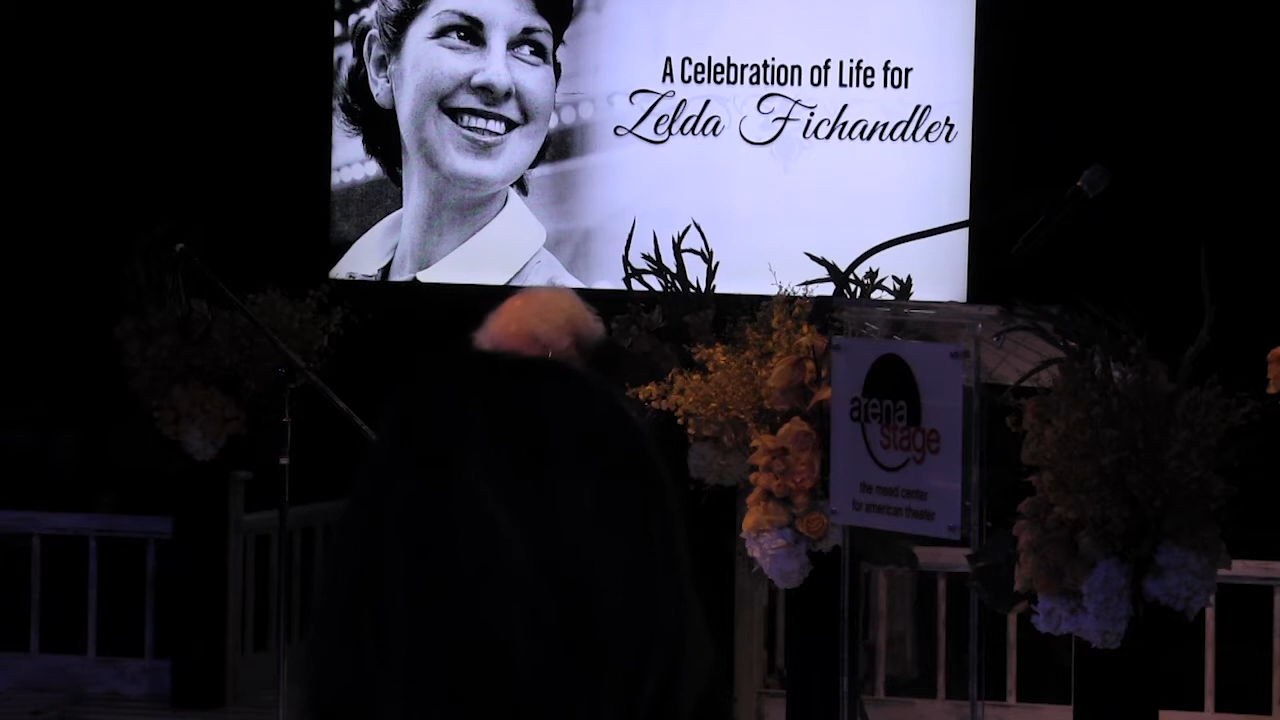 A Celebration of Life for
Zelda Fichandler
arena
stage
the mead center
for american theater